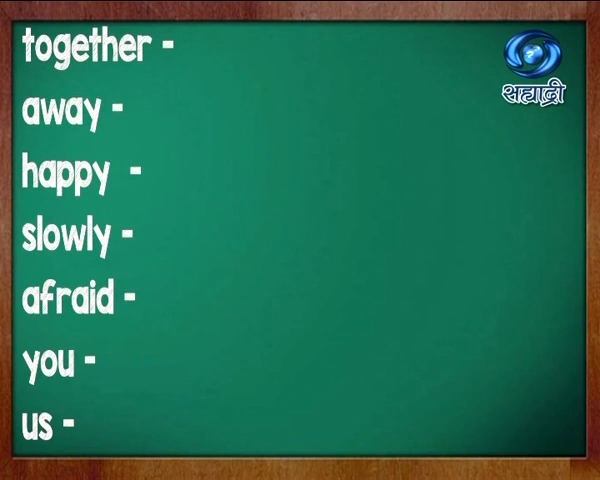 together -
सह्याद्री
away -
happy -
slowly -
afraid -
you -
us -